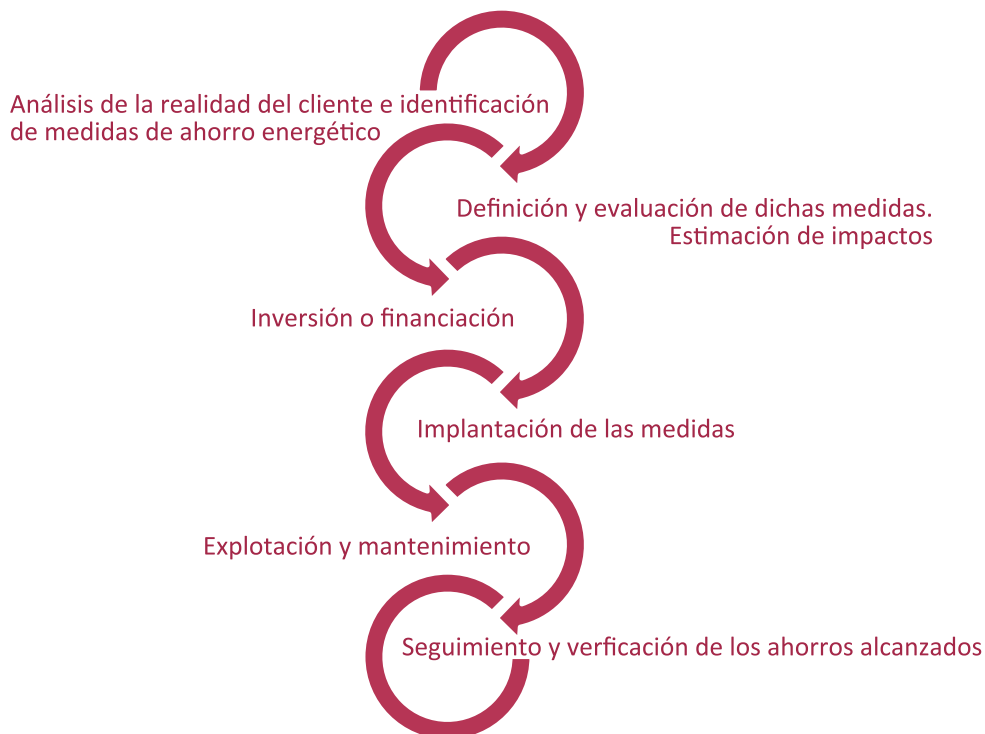 Análisis de la realidad del cliente e identificación
de medidas de ahorro energético
Definición y evaluación de dichas medidas.
Estimación de impactos
Inversión o financiación
Implantación de las medidas
Explotación y mantenimiento
Seguimiento y verficación de los ahorros alcanzados